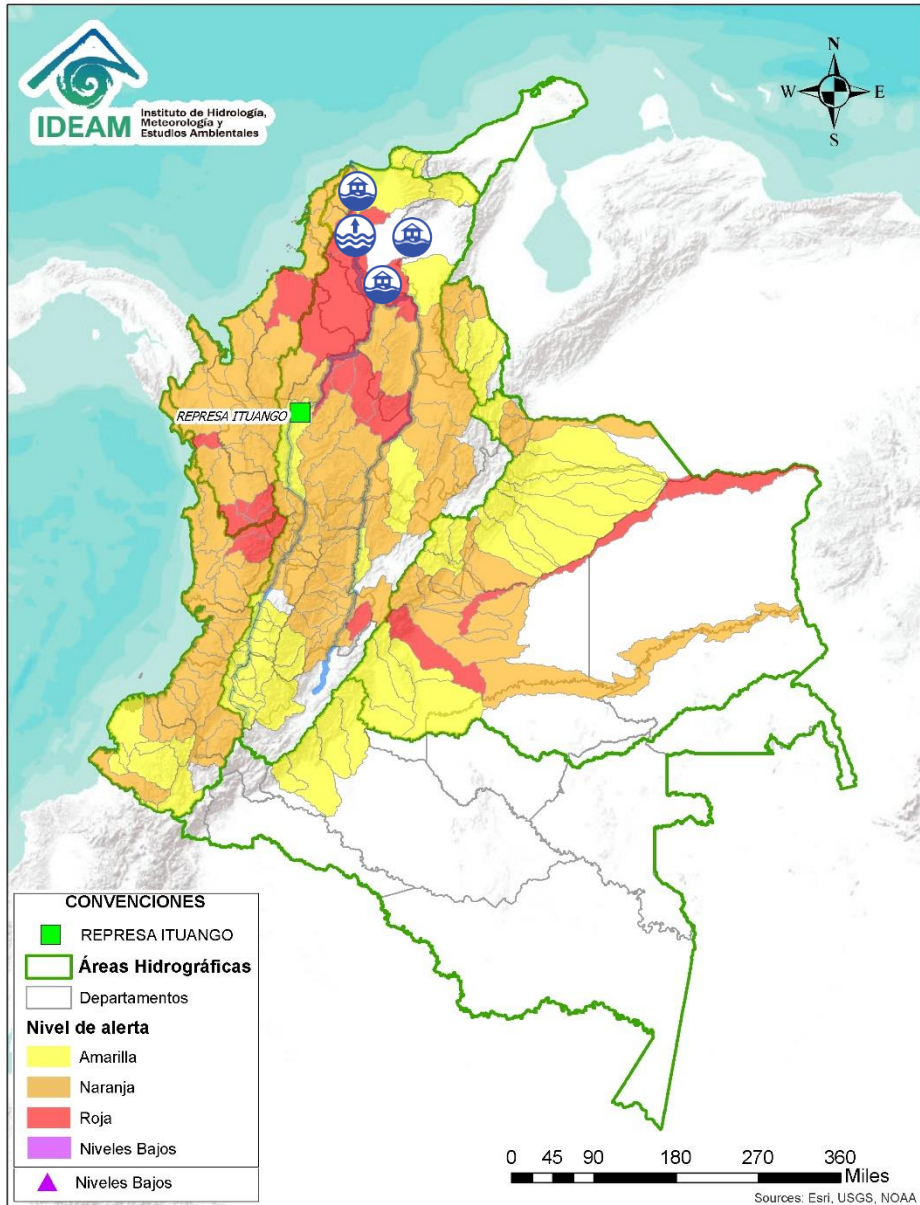 IDEAM
Instituto de Hidrología,
Meteorología y
Estudios Ambientales
N
W
E
S
REPRESA ITUANGO
CONVENCIONES
REPRESA ITUANGO
Áreas Hidrográficas
Departamentos
Nivel de alerta
Amarilla
Naranja
Roja
Niveles Bajos
Niveles Bajos
0 45 90 180 270 360
Miles
Sources: Esri, USGS, NOAA